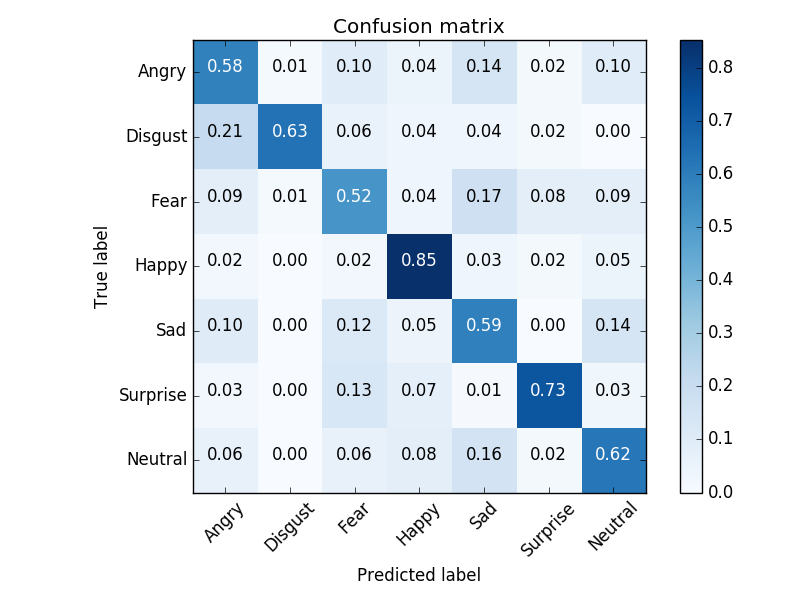 Confusion matrix
Angry 0.58 0.01 0.10 0.04 0.14 0.02 0.10
Disgust 0.21 0.63 0.06 0.04 0.04 0.02 0.00
Fear 0.09 0.01 0.52 0.04 0.17 0.08 0.09
Happy 0.02 0.00 0.02 0.85 0.03 0.02 0.05
Sad 0.10 0.00 0.12 0.05 0.59 0.00 0.14
Surprise 0.03 0.00 0.13 0.07 0.01 0.73 0.03
Neutral 0.06 0.00 0.06 0.08 0.16 0.02 0.62
Angry Disgust Fear Happy Sad Surprise Neutral
Predicted label
True label
0.8
0.7
0.6
0.5
0.4
0.3
0.2
0.1
0.0